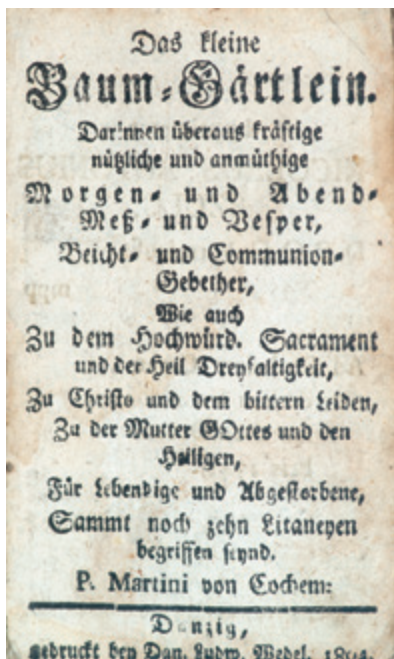 Das kleine
Baum-Gärtlein.
Darinnen überaus kräftige
nützliche und anmüthige
Morgen- und Abend-
Meß- und Vesper,
Beicht- und Communion-
Gebether,
Wie auch
Zu dem Hochwürd. Sacrament
und der Heil Dreyfaltigkeit,
Zu Christo und dem bittern Leiden,
Zu der Mutter GOttes und den
Heiligen,
Für Lebendige und Abgestorbene,
Sammt noch zehn Litaneyen
begriffen seynd.
P. Martini von Cochem:
Danzig,
gedruckt bey Dan. Ludw. Wedel.